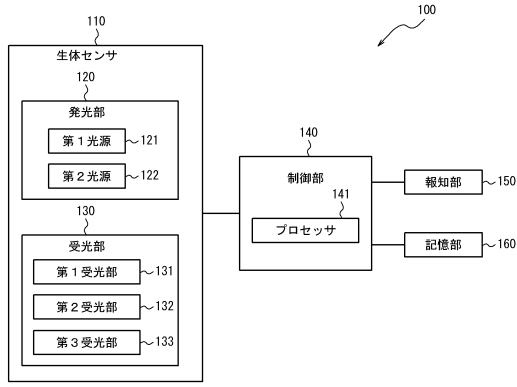 100
110
生体センサ
120
発光部
第1光源
121
第2光源
122
130
受光部
第1受光部
131
第2受光部
132
第3受光部
133
140
制御部
141
プロセッサ
報知部
150
記憶部
160